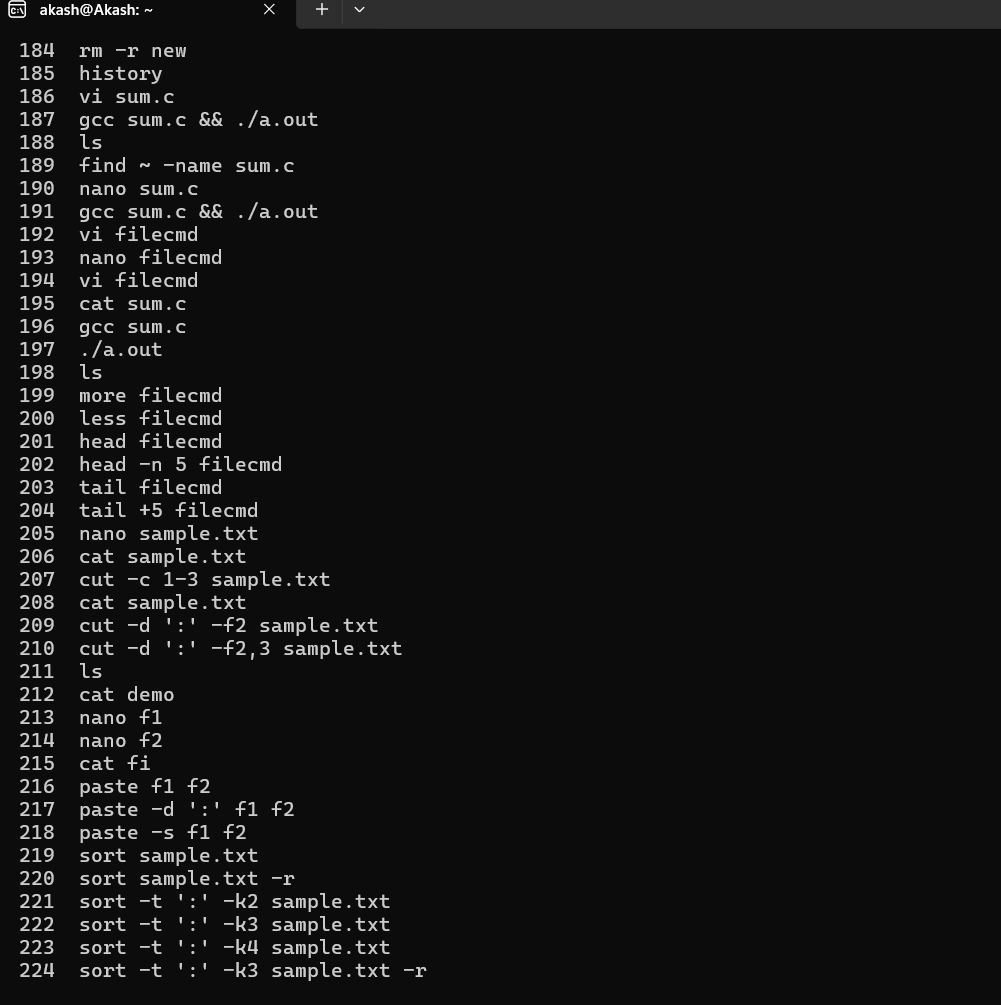 akash@Akash: ~
184 rm -r new
185 history
186 vi sum.c
187 gcc sum.c && ./a.out
188 ls
189 find ~ -name sum.c
190 nano sum.c
191 gcc sum.c && ./a.out
192 vi filecmd
193 nano filecmd
194 vi filecmd
195 cat sum.c
196 gcc sum.c
197 ./a.out
198 ls
199 more filecmd
200 less filecmd
201 head filecmd
202 head -n 5 filecmd
203 tail filecmd
204 tail +5 filecmd
205 nano sample.txt
206 cat sample.txt
207 cut -c 1-3 sample.txt
208 cat sample.txt
209 cut -d ':' -f2 sample.txt
210 cut -d ':' -f2,3 sample.txt
211 ls
212 cat demo
213 nano f1
214 nano f2
215 cat fi
216 paste f1 f2
217 paste -d ':' f1 f2
218 paste -s f1 f2
219 sort sample.txt
220 sort sample.txt -r
221 sort -t ':' -k2 sample.txt
222 sort -t ':' -k3 sample.txt
223 sort -t ':' -k4 sample.txt
224 sort -t ':' -k3 sample.txt -r